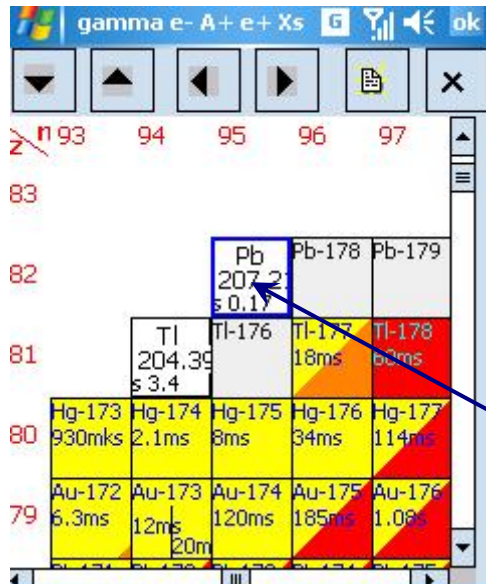 gamma e- A+ e+ Xs G ok
n 93 94 95 96 97
z
83
82 Pb 207.21 s 0.17 Pb-178 Pb-179
81 Tl 204.39 s 3.4 Tl-176 Tl-177 18ms Tl-178 60ms
80 Hg-173 930mks Hg-174 2.1ms Hg-175 8ms Hg-176 34ms Hg-177 114ms
79 Au-172 6.3ms Au-173 12ms 20m Au-174 120ms Au-175 185ms Au-176 1.08s